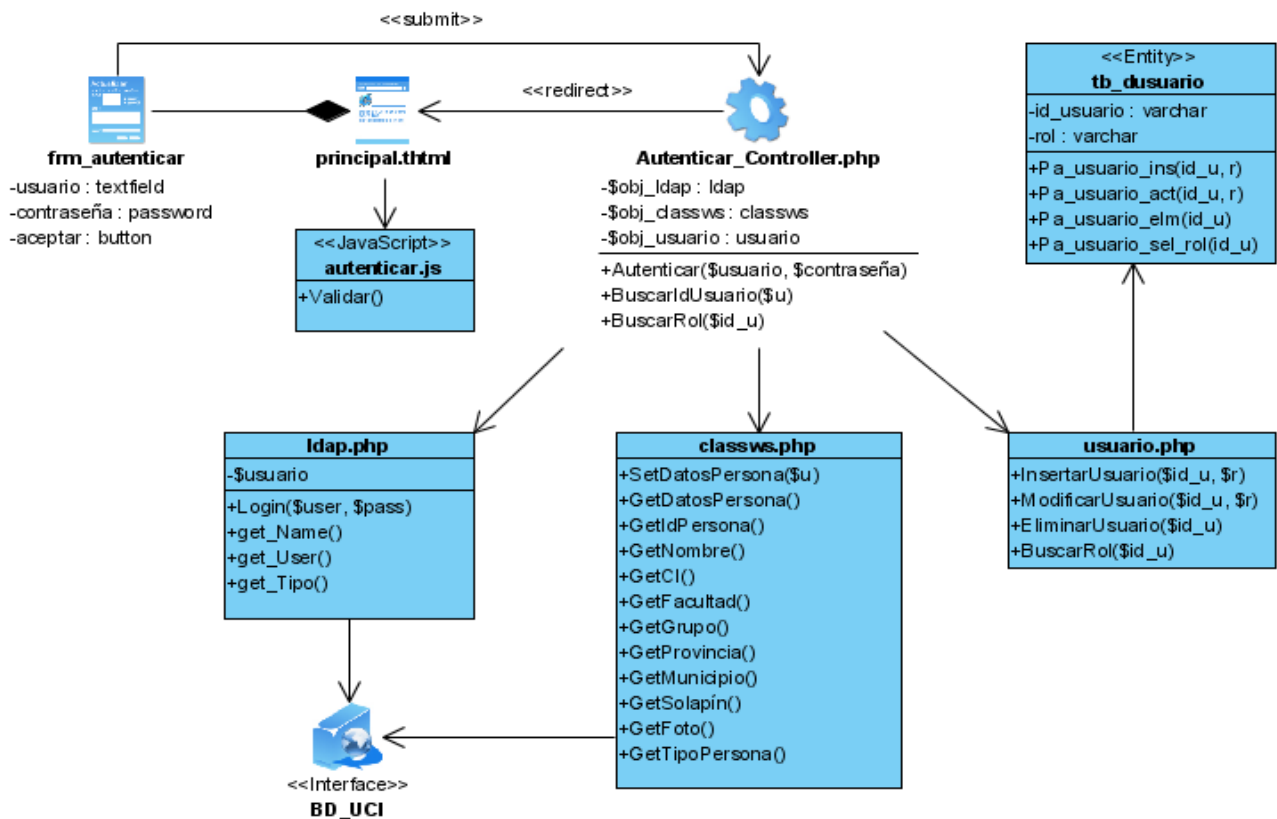 <<submit>>
<<redirect>>
frm_autenticar
-usuario : textfield
-contraseña : password
-aceptar : button
principal.thtml
<<JavaScript>>
autenticar.js
+Validar()
Autenticar_Controller.php
-$obj_ldap : ldap
-$obj_classws : classws
-$obj_usuario : usuario
+Autenticar($usuario, $contraseña)
+BuscarIdUsuario($u)
+BuscarRol($id_u)
<<Entity>>
tb_dusuario
-id_usuario : varchar
-rol : varchar
+Pa_usuario_ins(id_u, r)
+Pa_usuario_act(id_u, r)
+Pa_usuario_elm(id_u)
+Pa_usuario_sel_rol(id_u)
ldap.php
-$usuario
+Login($user, $pass)
+get_Name()
+get_User()
+get_Tipo()
classws.php
+SetDatosPersona($u)
+GetDatosPersona()
+GetIdPersona()
+GetNombre()
+GetCI()
+GetFacultad()
+GetGrupo()
+GetProvincia()
+GetMunicipio()
+GetSolapín()
+GetFoto()
+GetTipoPersona()
usuario.php
+InsertarUsuario($id_u, $r)
+ModificarUsuario($id_u, $r)
+EliminarUsuario($id_u)
+BuscarRol($id_u)
<<Interface>>
BD_UCI